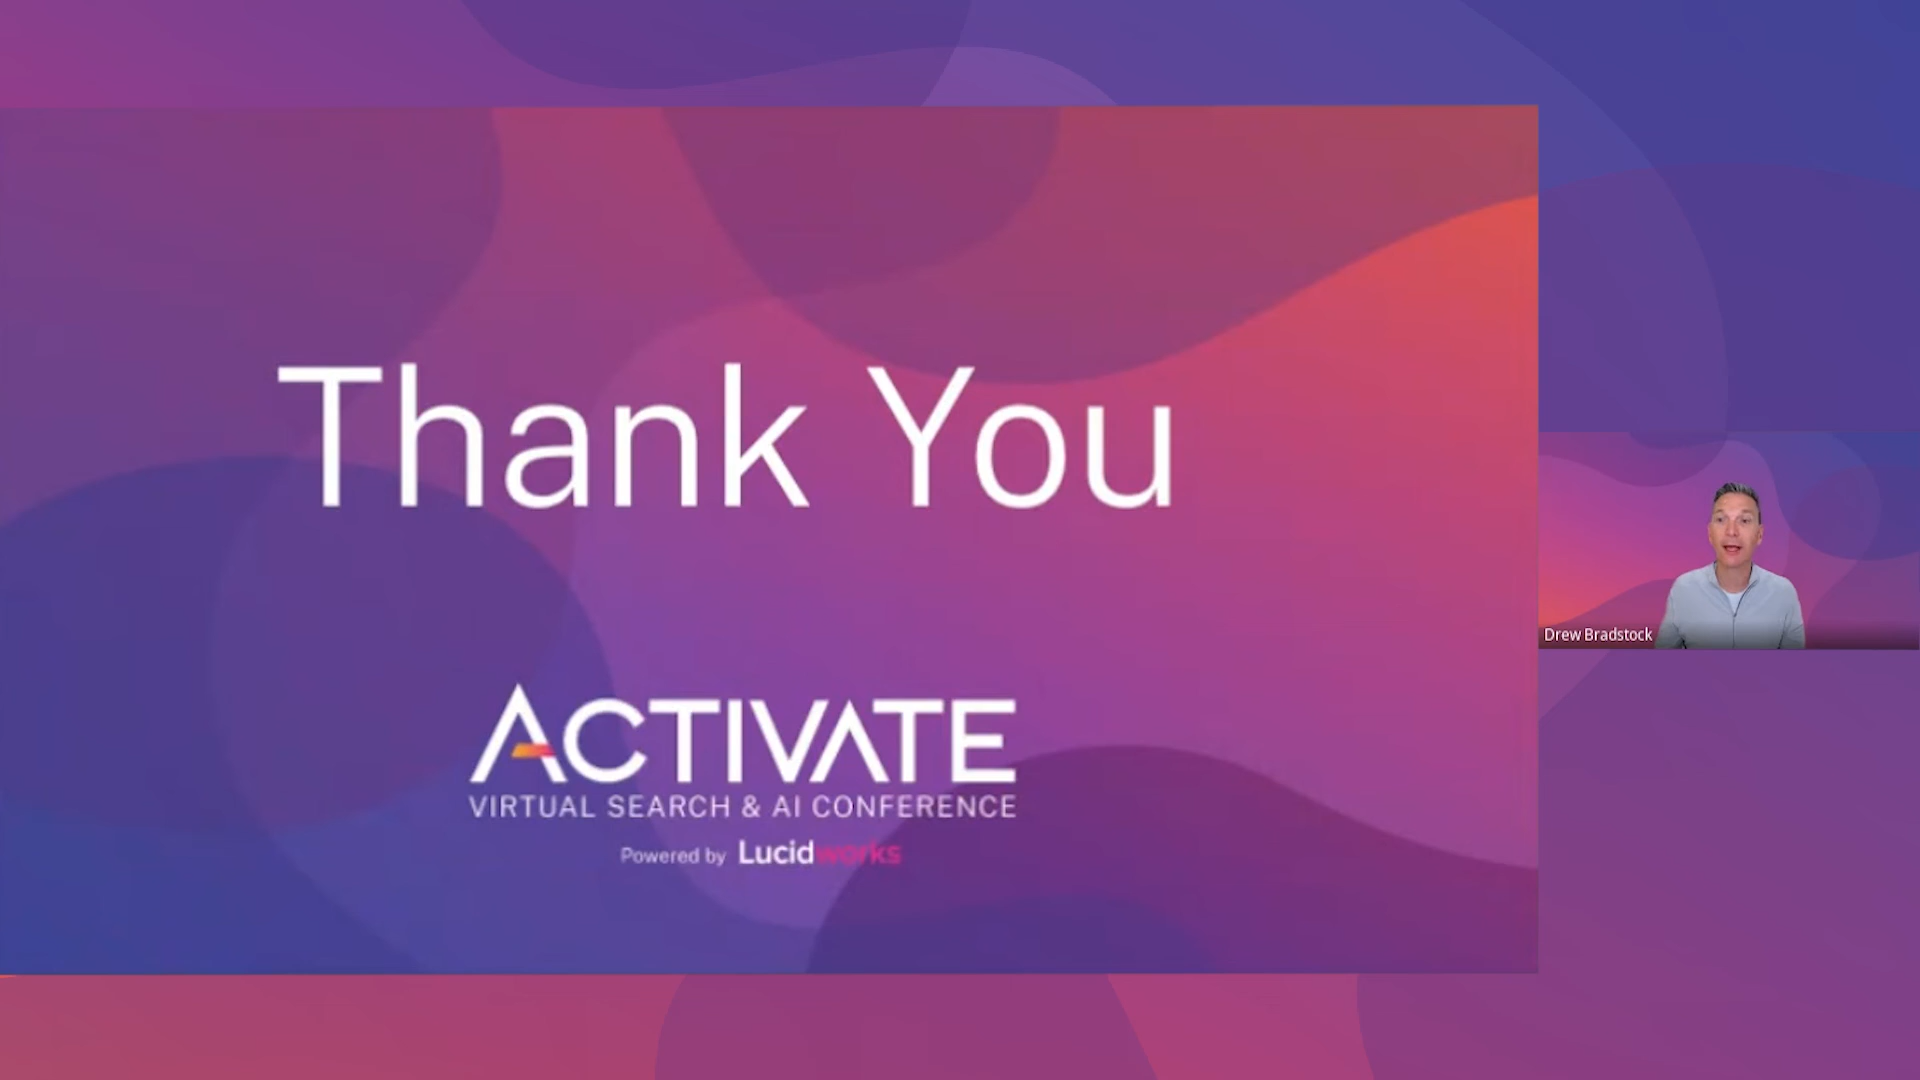 Thank You
ACTIVATE
VIRTUAL SEARCH & AI CONFERENCE
Powered by Lucidworks
Drew Bradstock